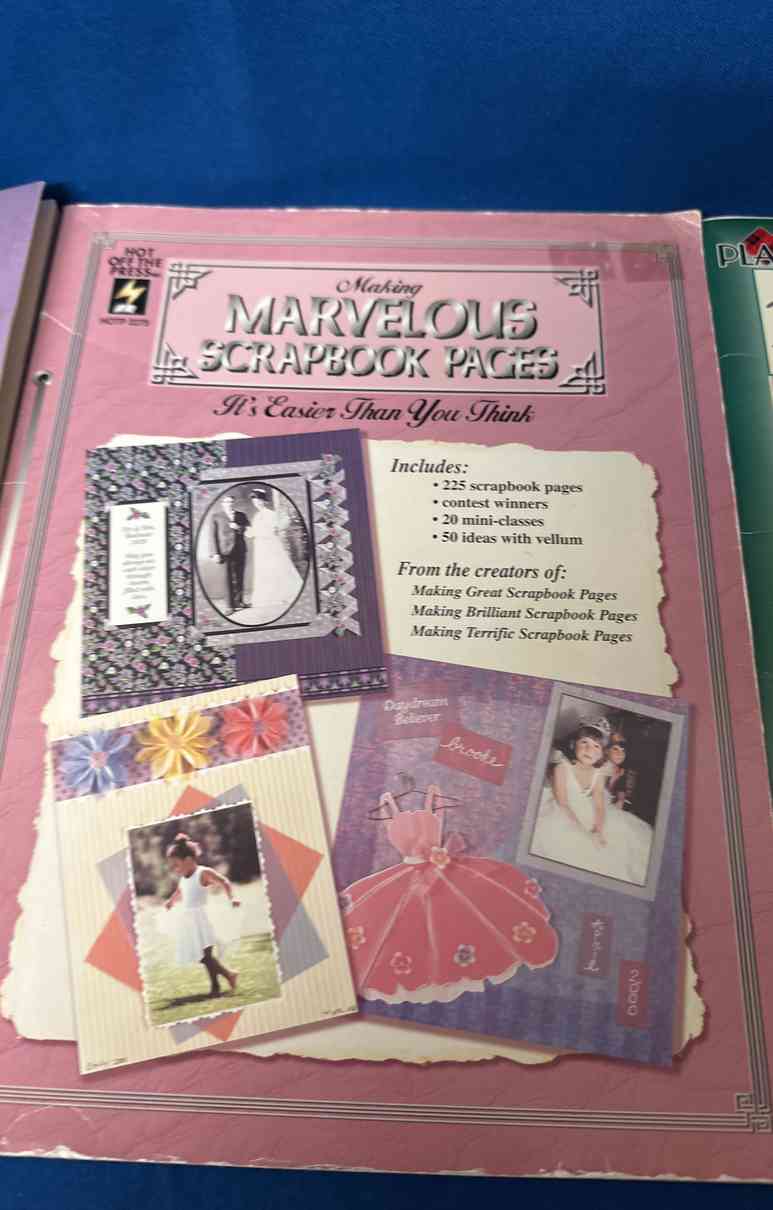 HOT
OFF THE
PRESS
HOTP 2275
Making
MARVELOUS
SCRAPBOOK PAGES
It's Easier Than You Think
Includes:
• 225 scrapbook pages
• contest winners
• 20 mini-classes
• 50 ideas with vellum
From the creators of:
Making Great Scrapbook Pages
Making Brilliant Scrapbook Pages
Making Terrific Scrapbook Pages
Daydream
Believer
brooke
2000
PLA